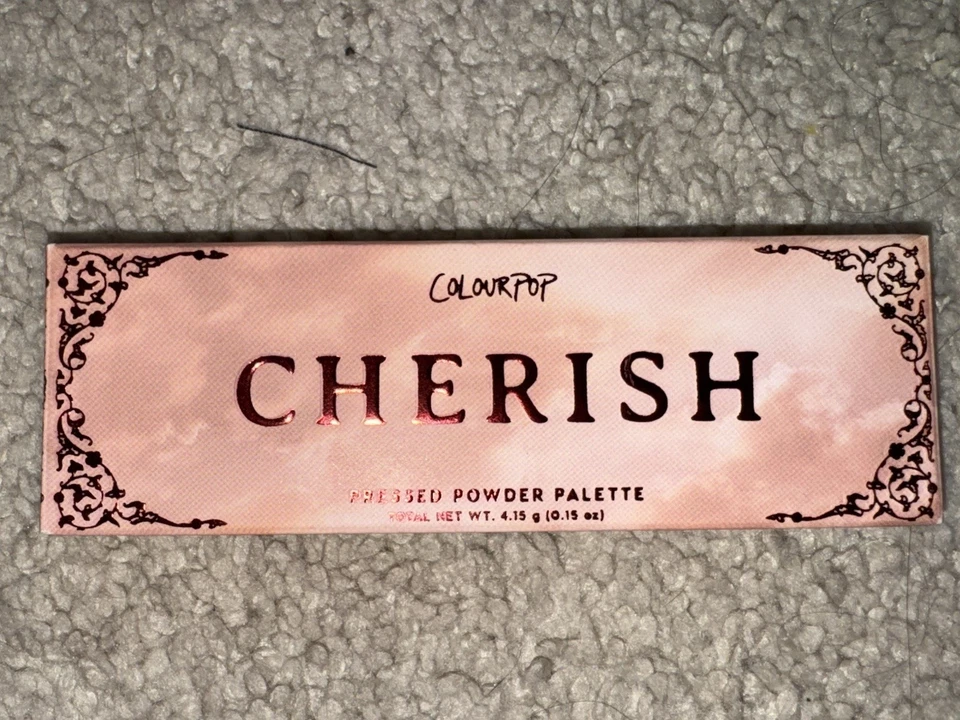 COLOURPOP
CHERISH
PRESSED POWDER PALETTE
TOTAL NET WT. 4.15 g (0.15 oz)